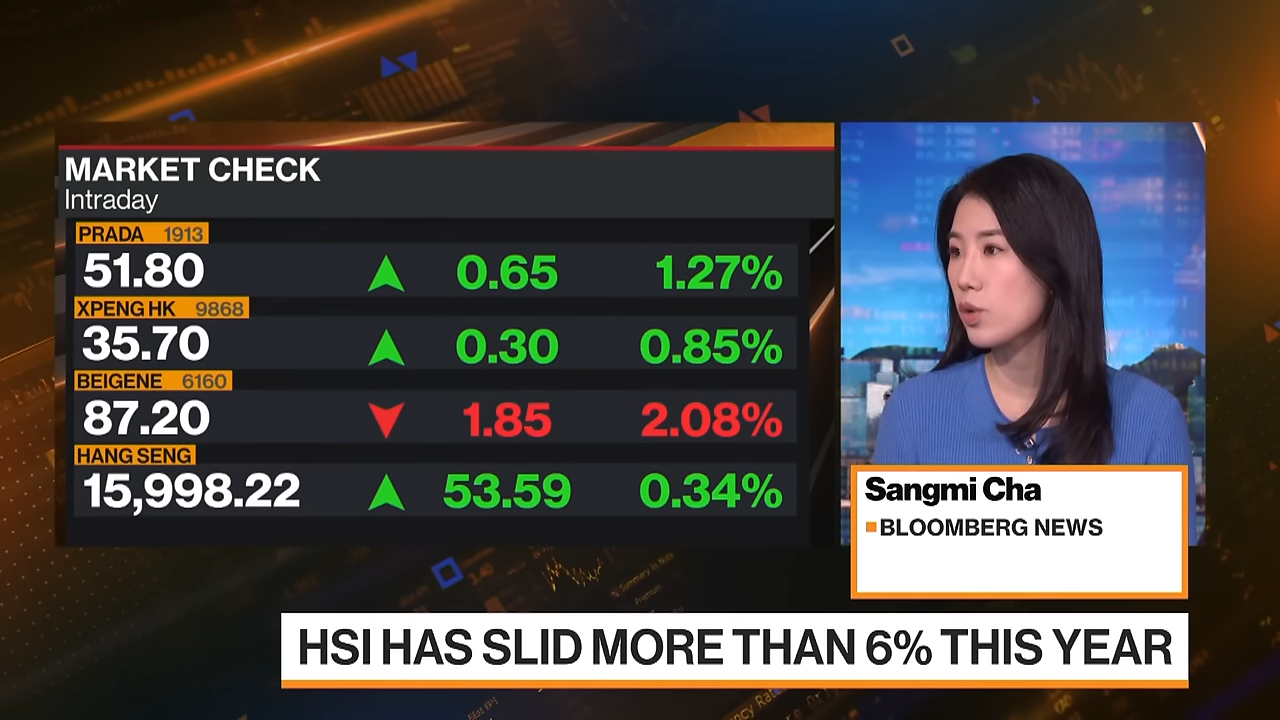 MARKET CHECK
Intraday
PRADA 1913
51.80 ▲ 0.65 1.27%
XPENG HK 9868
35.70 ▲ 0.30 0.85%
BEIGENE 6160
87.20 ▼ 1.85 2.08%
HANG SENG
15,998.22 ▲ 53.59 0.34%
Sangmi Cha
BLOOMBERG NEWS
HSI HAS SLID MORE THAN 6% THIS YEAR